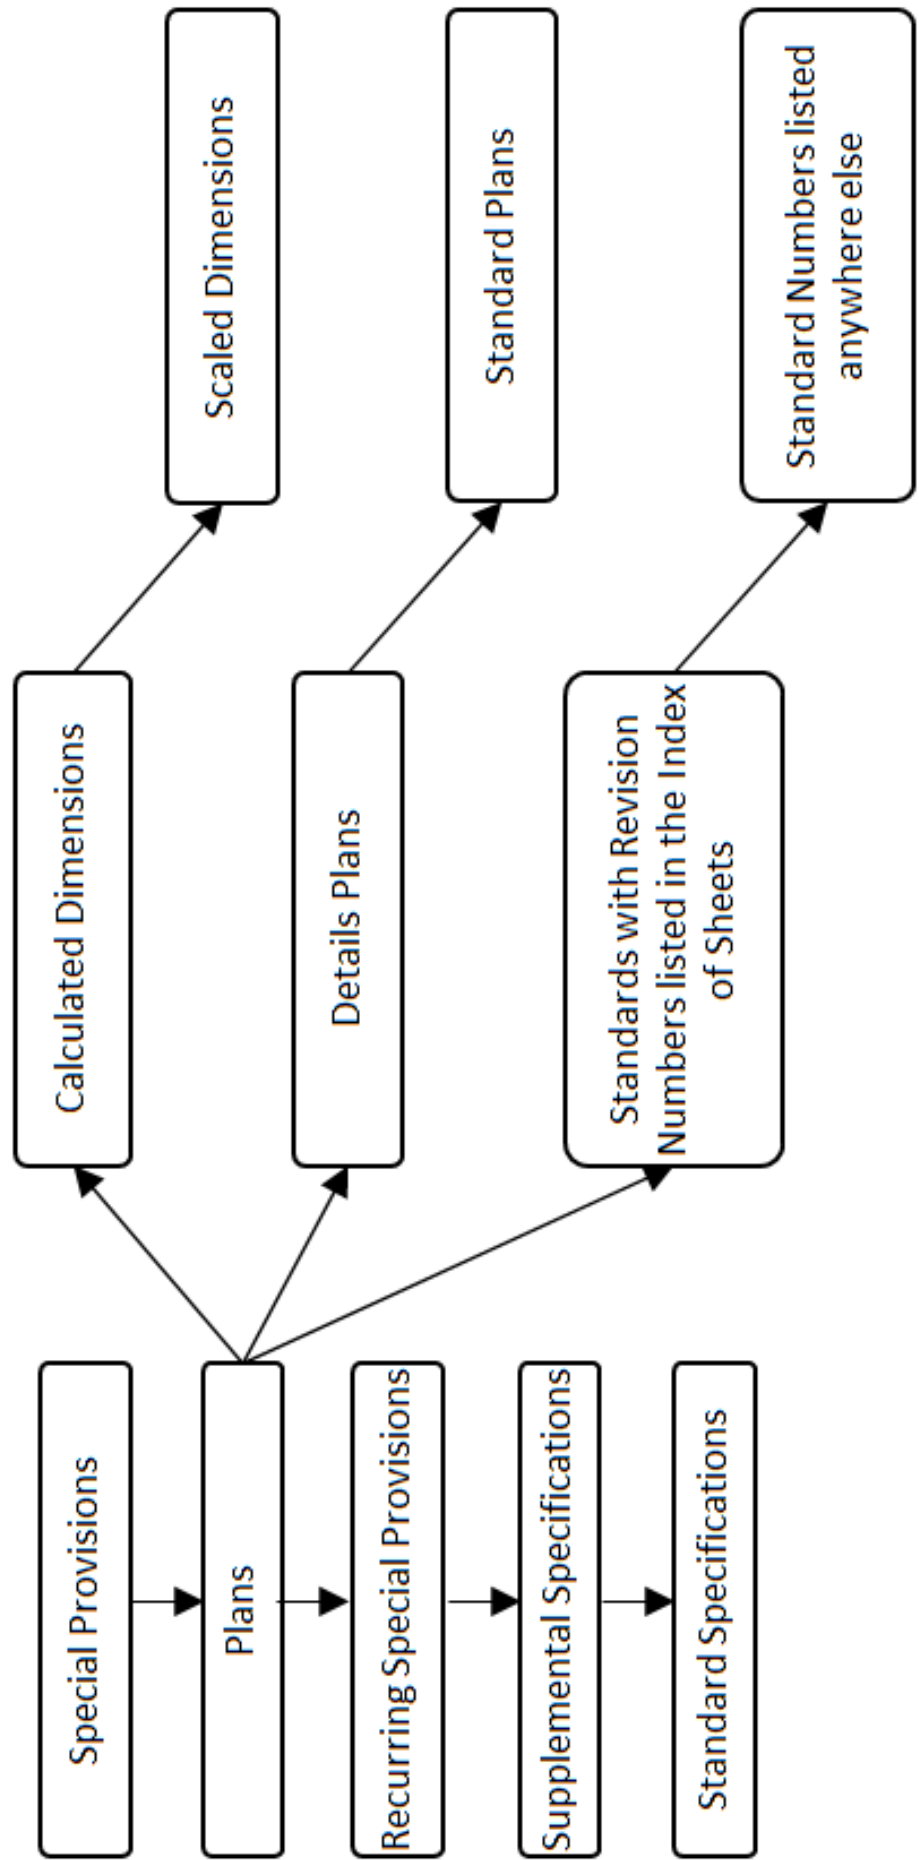 Special Provisions
Plans
Recurring Special Provisions
Supplemental Specifications
Standard Specifications
Calculated Dimensions
Details Plans
Standards with Revision
Numbers listed in the Index
of Sheets
Scaled Dimensions
Standard Plans
Standard Numbers listed
anywhere else